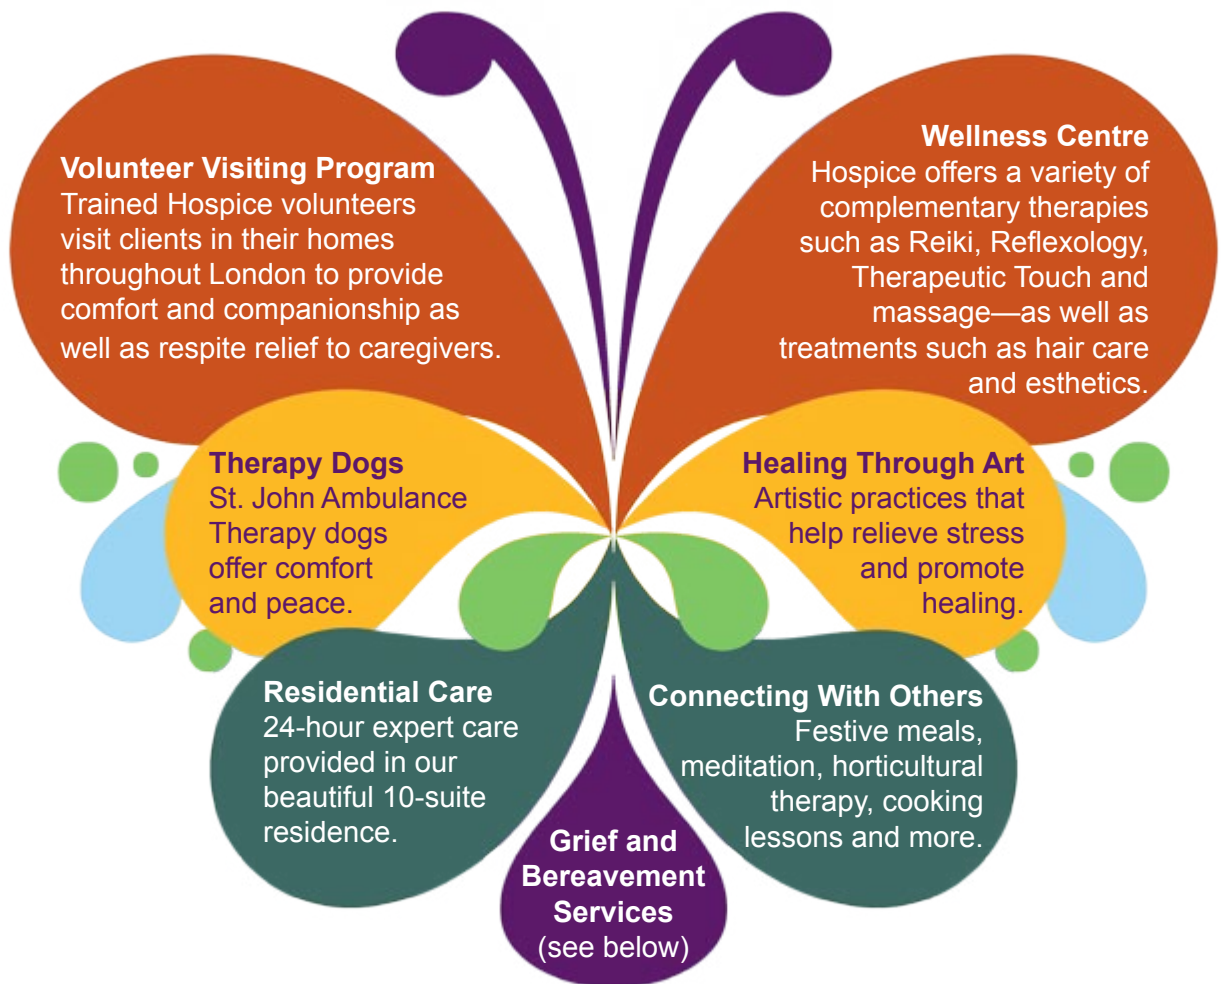 Volunteer Visiting Program
Trained Hospice volunteers
visit clients in their homes
throughout London to provide
comfort and companionship as
well as respite relief to caregivers.
Wellness Centre
Hospice offers a variety of
complementary therapies
such as Reiki, Reflexology,
Therapeutic Touch and
massage—as well as
treatments such as hair care
and esthetics.
Therapy Dogs
St. John Ambulance
Therapy dogs
offer comfort
and peace.
Healing Through Art
Artistic practices that
help relieve stress
and promote
healing.
Residential Care
24-hour expert care
provided in our
beautiful 10-suite
residence.
Connecting With Others
Festive meals,
meditation, horticultural
therapy, cooking
lessons and more.
Grief and
Bereavement
Services
(see below)